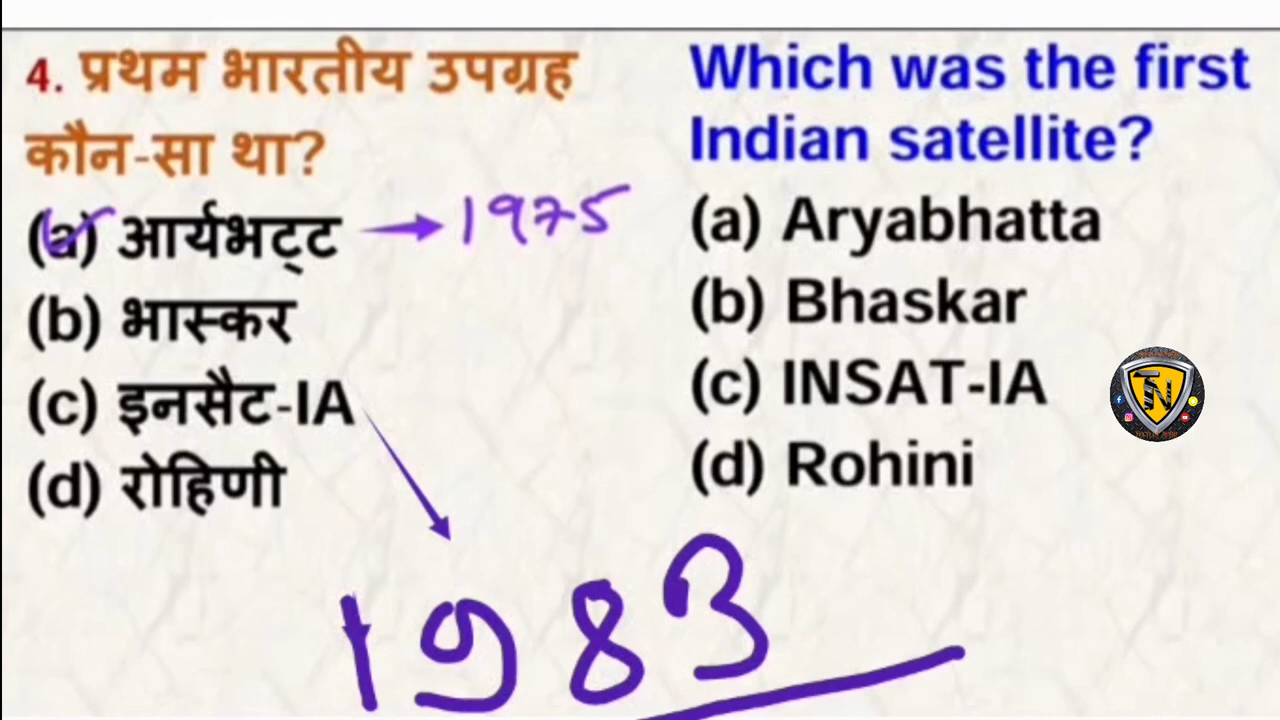 4. प्रथम भारतीय उपग्रह
कौन-सा था?
(a) आर्यभट्ट → 1975
(b) भास्कर
(c) इनसैट-IA
(d) रोहिणी
1983
Which was the first
Indian satellite?
(a) Aryabhatta
(b) Bhaskar
(c) INSAT-IA
(d) Rohini
TN